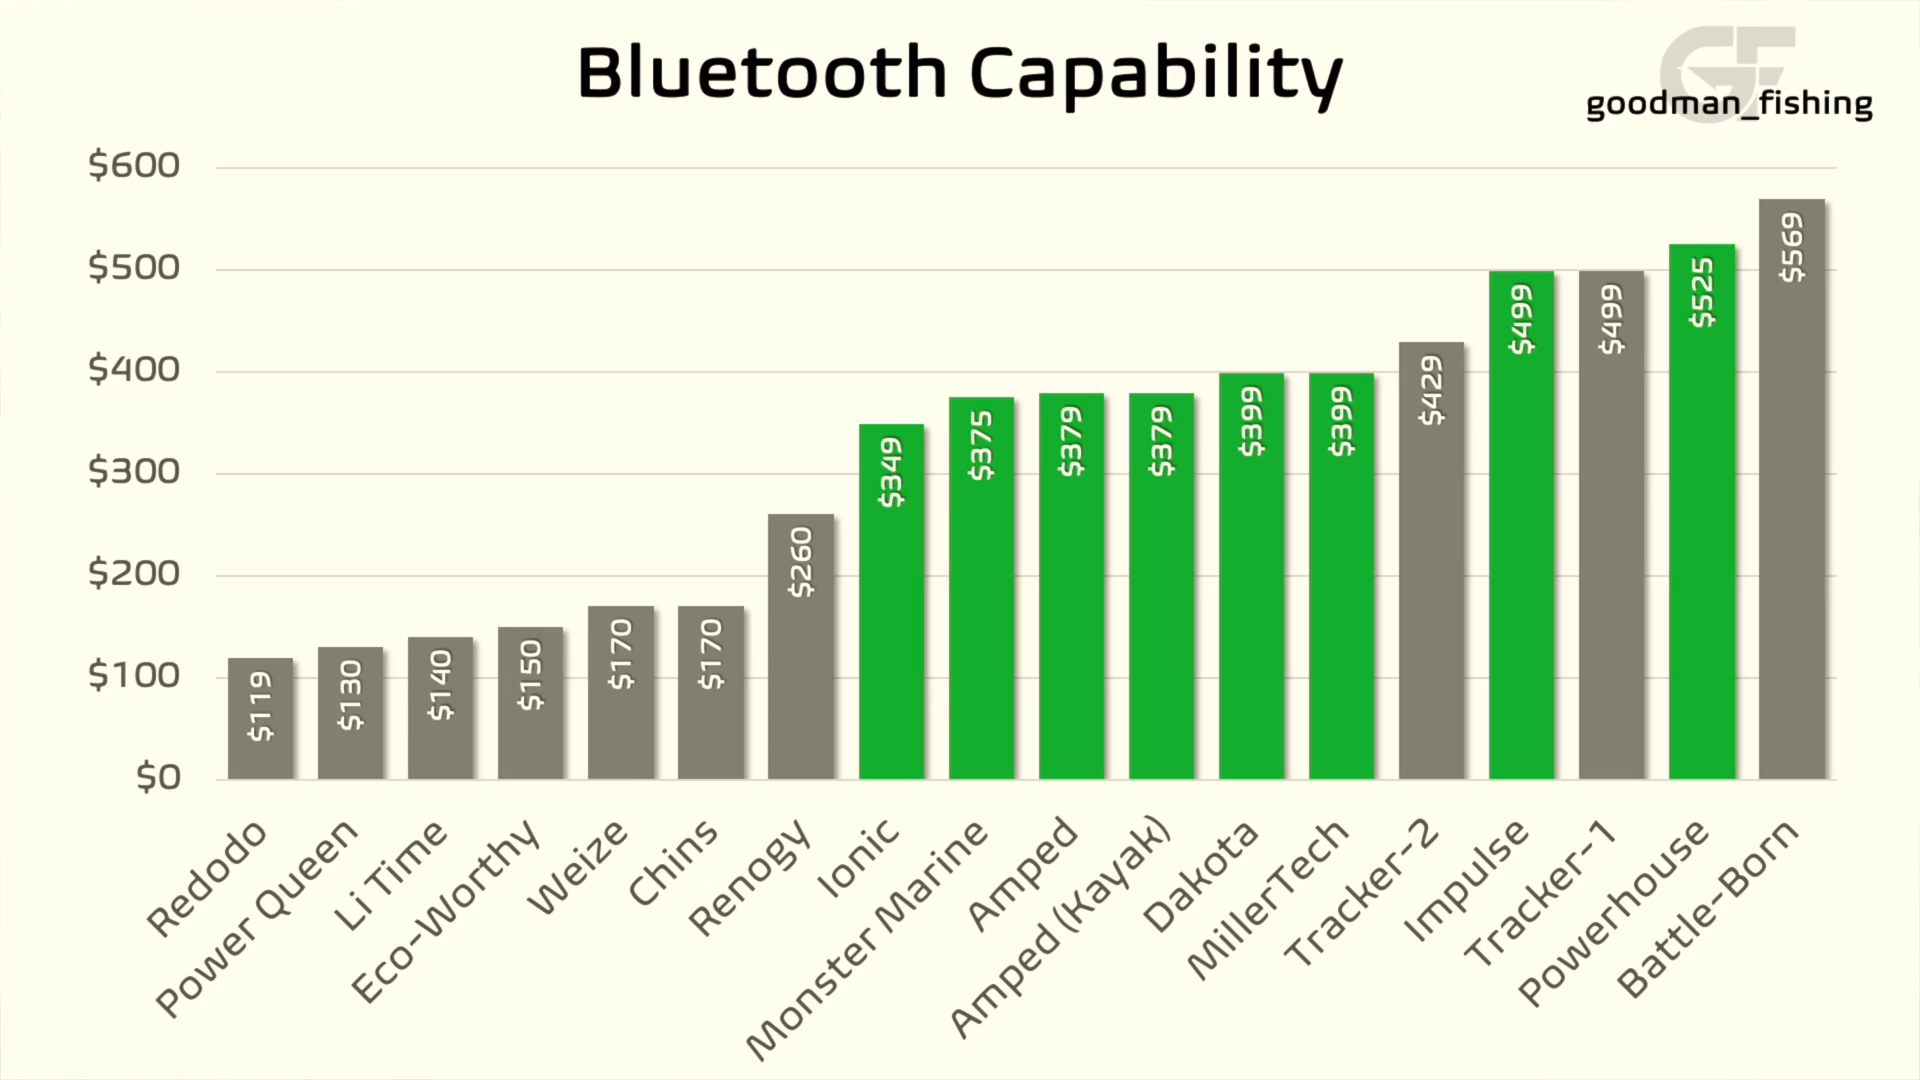 Bluetooth Capability
GF
goodman_fishing
$600
$500
$400
$300
$200
$100
$0
$119
$130
$140
$150
$170
$170
$260
$349
$375
$379
$379
$399
$399
$429
$499
$499
$525
$569
Redodo
Power Queen
Li Time
Eco-Worthy
Weize
Chins
Renogy
Ionic
Monster Marine
Amped
Amped (Kayak)
Dakota
MillerTech
Tracker-2
Impulse
Tracker-1
Powerhouse
Battle-Born